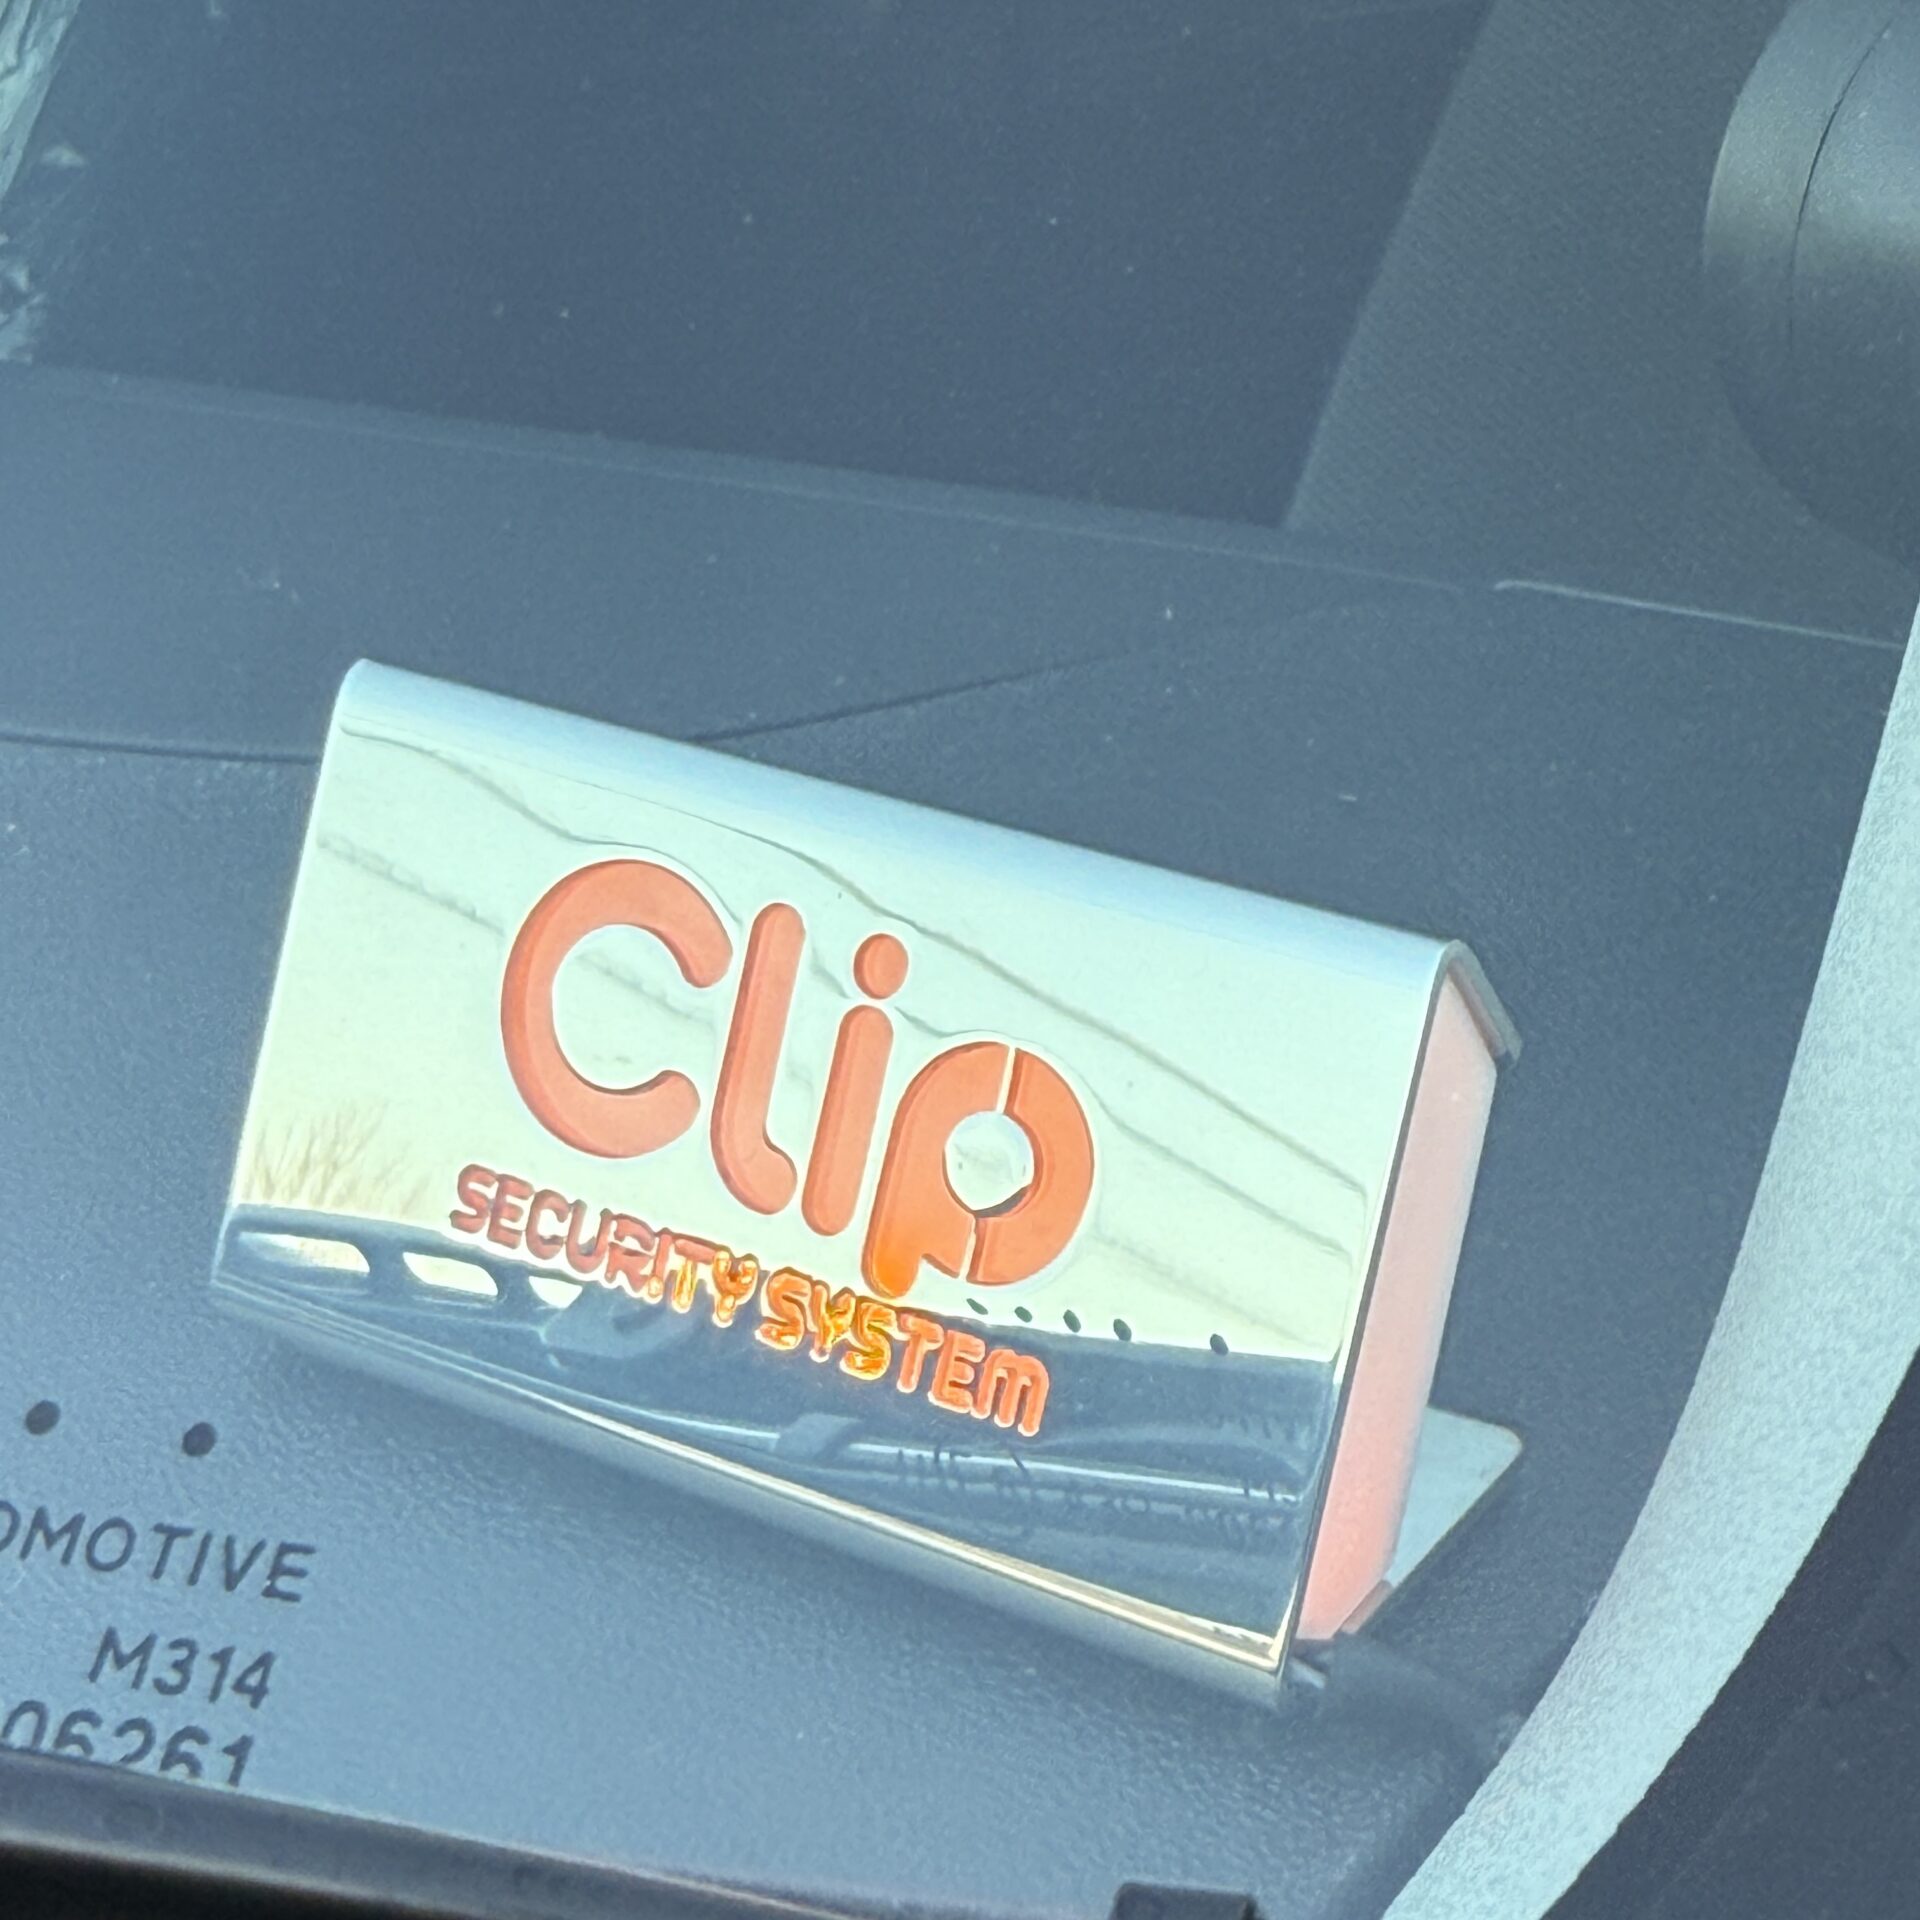 Clip
SECURITY SYSTEM
OMOTIVE
M314
06261